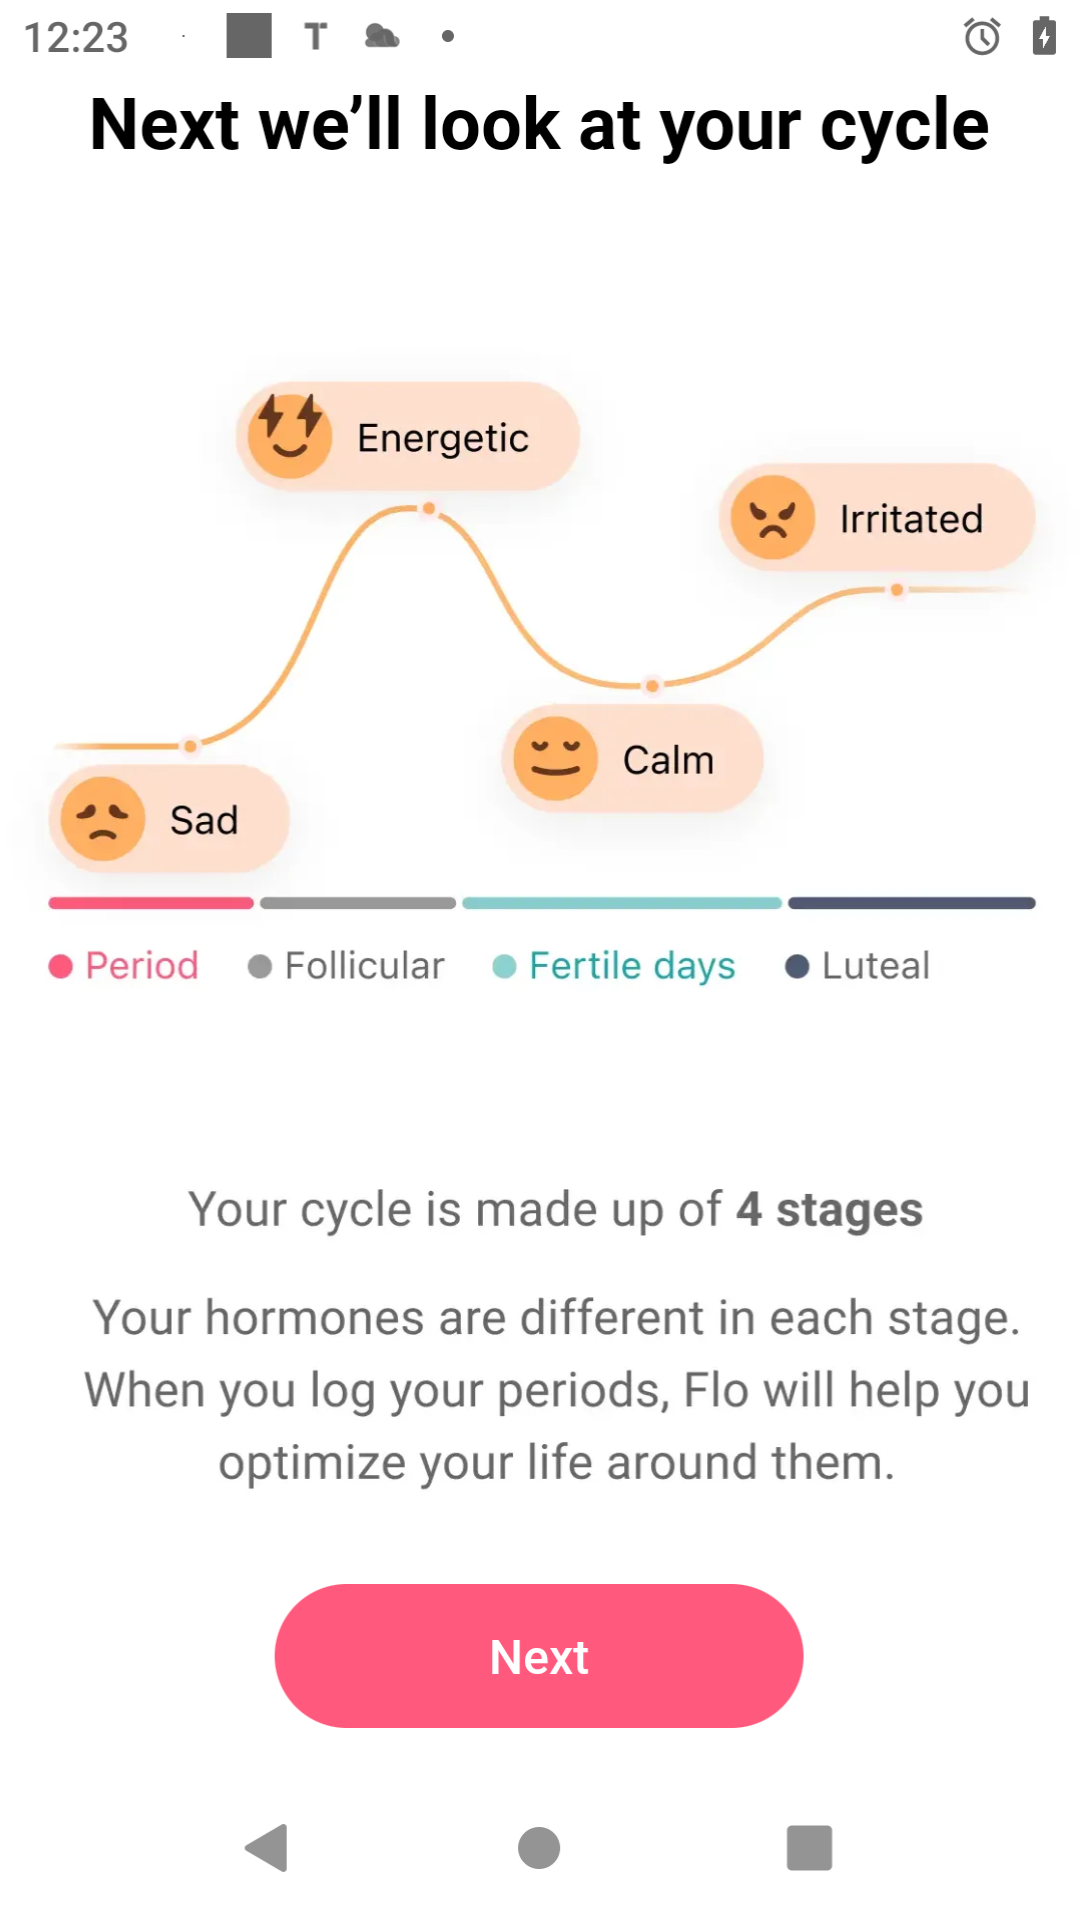 12:23
Next we’ll look at your cycle
Energetic
Irritated
Calm
Sad
Period
Follicular
Fertile days
Luteal
Your cycle is made up of 4 stages
Your hormones are different in each stage.
When you log your periods, Flo will help you
optimize your life around them.
Next